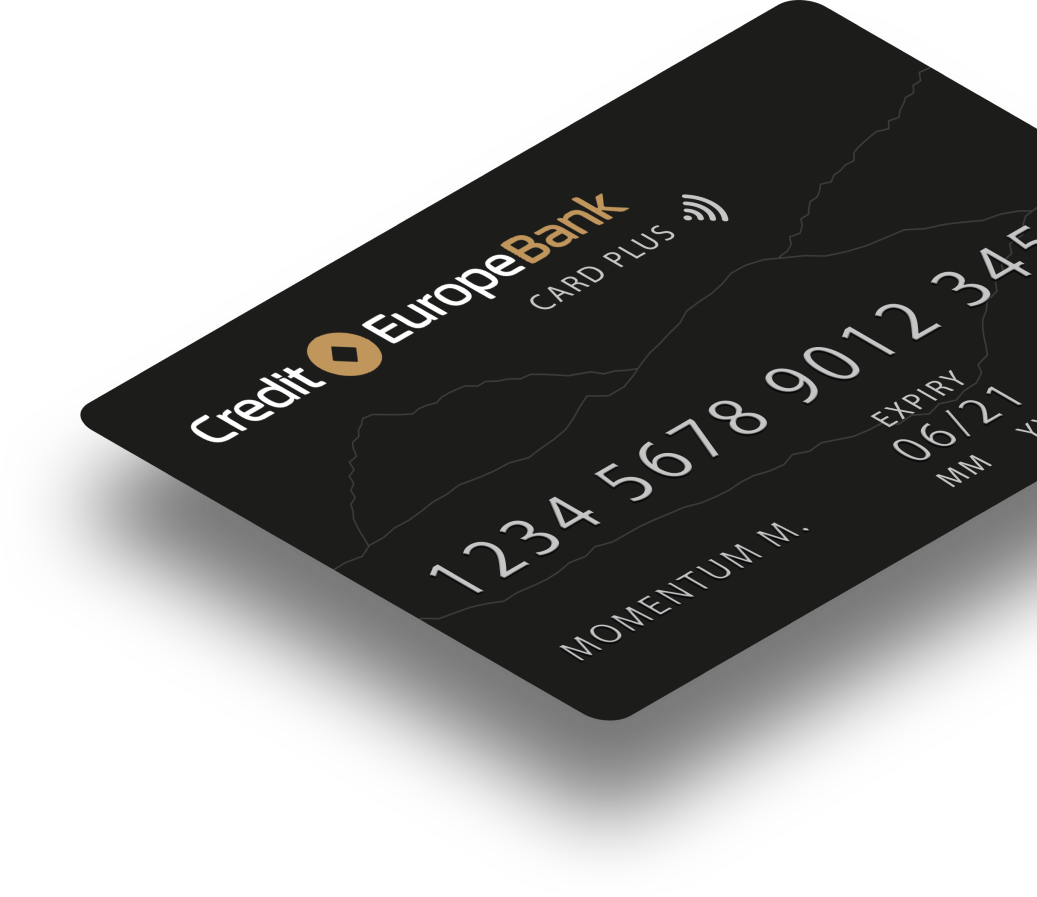 Credit EuropeBank
CARD PLUS
1234 5678 9012 345
EXPIRY
06/21
MM
MOMENTUM M.